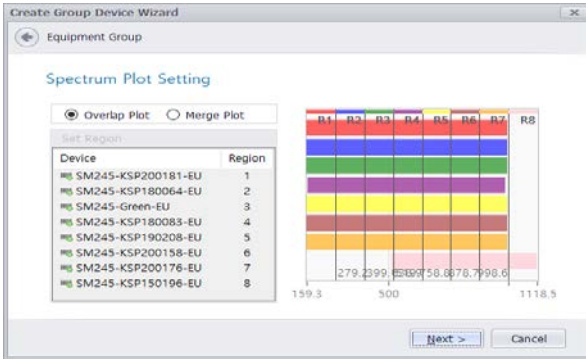 Create Group Device Wizard
Equipment Group
Spectrum Plot Setting
Overlap Plot Merge Plot
Set Region
Device Region
SM245-KSP200181-EU 1
SM245-KSP180064-EU 2
SM245-Green-EU 3
SM245-KSP180083-EU 4
SM245-KSP190208-EU 5
SM245-KSP200158-EU 6
SM245-KSP200176-EU 7
SM245-KSP150196-EU 8
R1 R2 R3 R4 R5 R6 R7 R8
998.6
159.3 500 1118.5
Next > Cancel